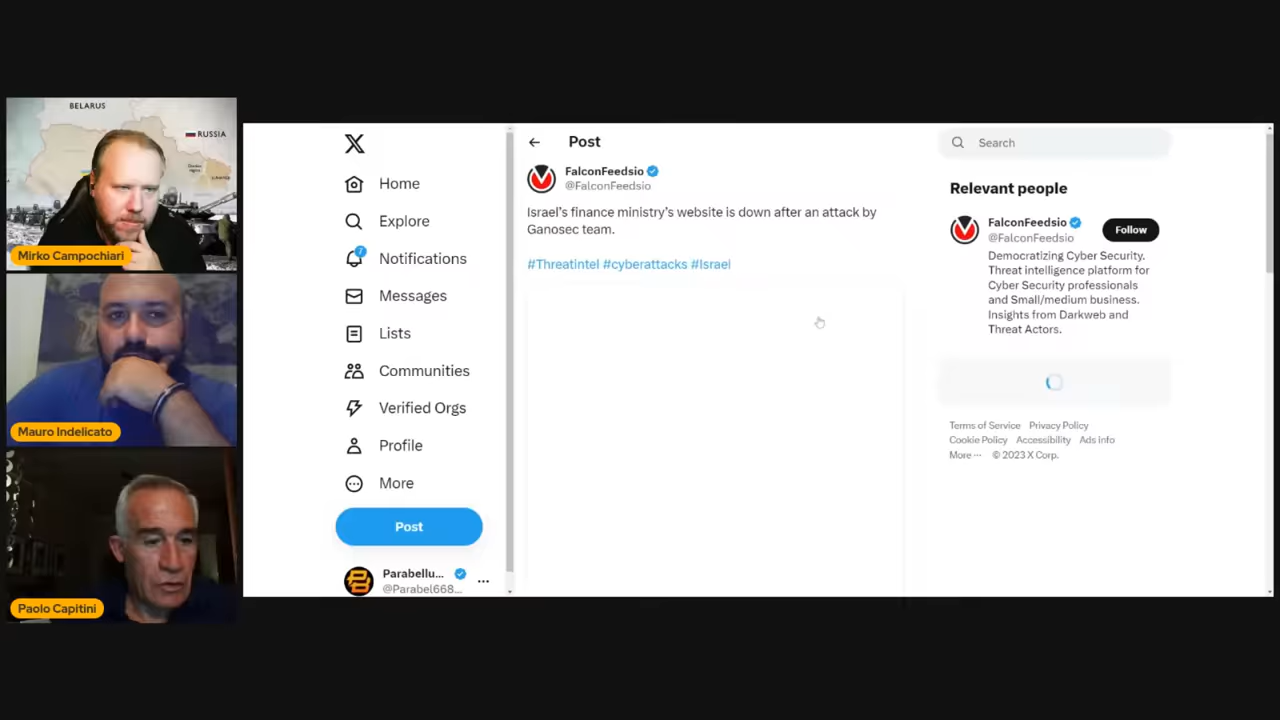 BELARUS
RUSSIA
Mirko Campochiari
Mauro Indelicato
Paolo Capitini
X
Home
Explore
7
Notifications
Messages
Lists
Communities
Verified Orgs
Profile
More
Post
Parabellu...
@Parabel668...
Post
FalconFeedsio
@FalconFeedsio
Israel's finance ministry's website is down after an attack by
Ganosec team.
#Threatintel #cyberattacks #Israel
Search
Relevant people
FalconFeedsio
@FalconFeedsio
Follow
Democratizing Cyber Security.
Threat intelligence platform for
Cyber Security professionals
and Small/medium business.
Insights from Darkweb and
Threat Actors.
Terms of Service Privacy Policy
Cookie Policy Accessibility Ads info
More ··· © 2023 X Corp.